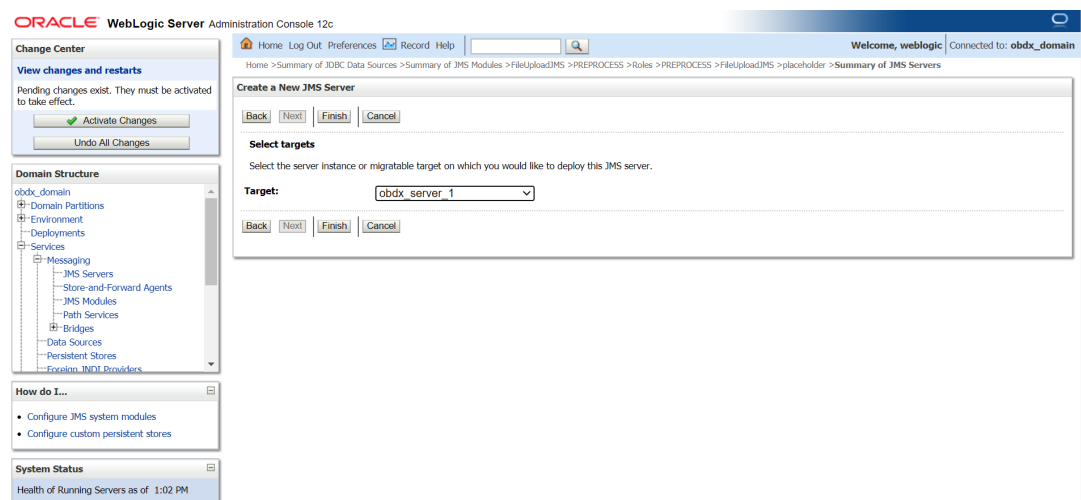 ORACLE WebLogic Server Administration Console 12c
Change Center
View changes and restarts
Pending changes exist. They must be activated
to take effect.
Activate Changes
Undo All Changes
Domain Structure
obdx_domain
Domain Partitions
Environment
Deployments
Services
Messaging
JMS Servers
Store-and-Forward Agents
JMS Modules
Path Services
Bridges
Data Sources
Persistent Stores
Foreign JNDI Providers
How do I...
Configure JMS system modules
Configure custom persistent stores
System Status
Health of Running Servers as of 1:02 PM
Home Log Out Preferences Record Help
Welcome, weblogic Connected to: obdx_domain
Home >Summary of JDBC Data Sources >Summary of JMS Modules >FileUploadJMS >PREPROCESS >Roles >PREPROCESS >FileUploadJMS >placeholder >Summary of JMS Servers
Create a New JMS Server
Back Next Finish Cancel
Select targets
Select the server instance or migratable target on which you would like to deploy this JMS server.
Target: obdx_server_1
Back Next Finish Cancel